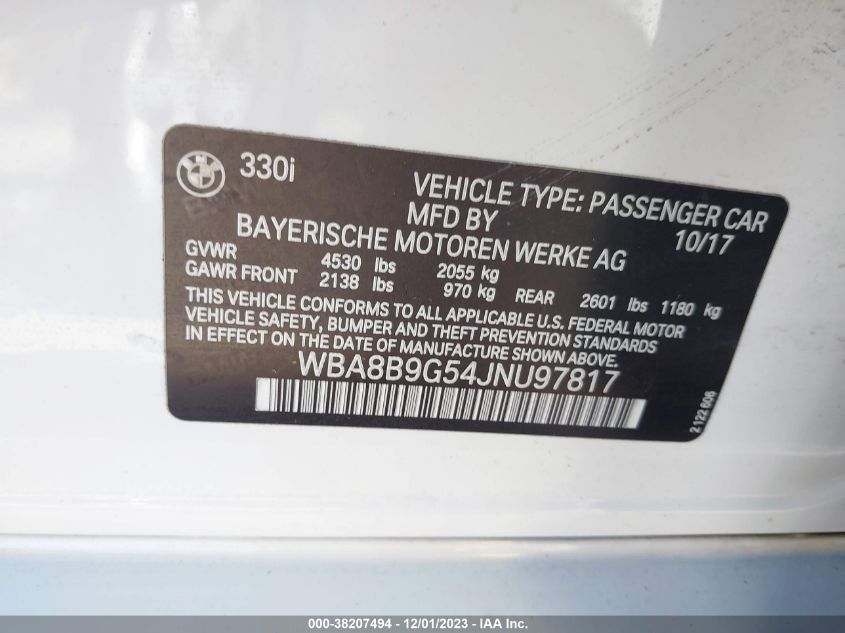 330i
VEHICLE TYPE: PASSENGER CAR
MFD BY 10/17
BAYERISCHE MOTOREN WERKE AG
GVWR 4530 lbs 2055 kg
GAWR FRONT 2138 lbs 970 kg REAR 2601 lbs 1180 kg
THIS VEHICLE CONFORMS TO ALL APPLICABLE U.S. FEDERAL MOTOR
VEHICLE SAFETY, BUMPER AND THEFT PREVENTION STANDARDS
IN EFFECT ON THE DATE OF MANUFACTURE SHOWN ABOVE.
WBA8B9G54JNU97817
2 122 606
000-38207494 - 12/01/2023 - IAA Inc.